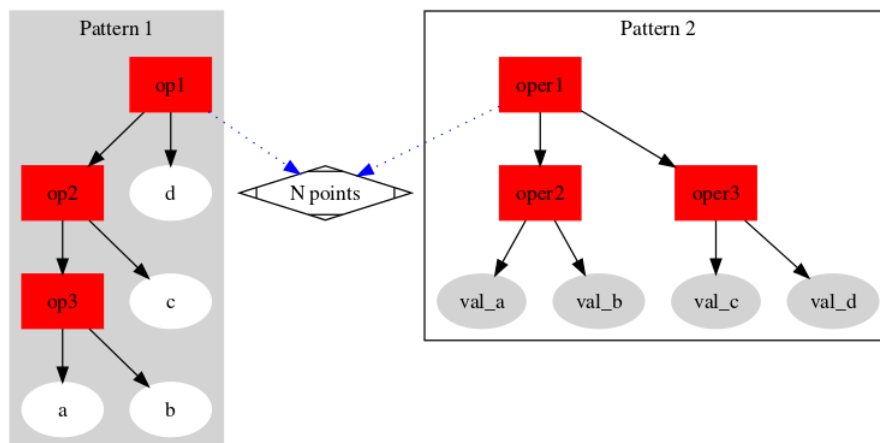 Pattern 1
op1
op2
d
op3
c
a
b
N points
Pattern 2
oper1
oper2
oper3
val_a
val_b
val_c
val_d